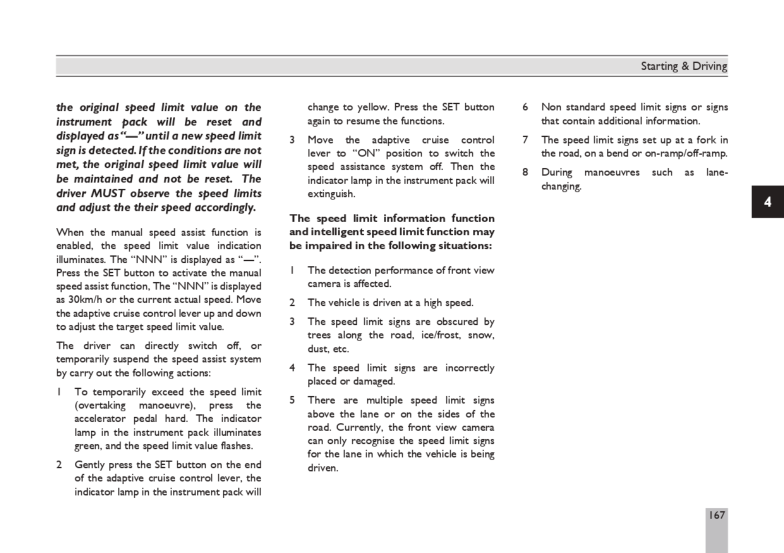 Starting & Driving
the original speed limit value on the
instrument pack will be reset and
displayed as “—” until a new speed limit
sign is detected. If the conditions are not
met, the original speed limit value will
be maintained and not be reset. The
driver MUST observe the speed limits
and adjust the their speed accordingly.
When the manual speed assist function is
enabled, the speed limit value indication
illuminates. The “NNN” is displayed as “—”.
Press the SET button to activate the manual
speed assist function, The “NNN” is displayed
as 30km/h or the current actual speed. Move
the adaptive cruise control lever up and down
to adjust the target speed limit value.
The driver can directly switch off, or
temporarily suspend the speed assist system
by carry out the following actions:
1 To temporarily exceed the speed limit
(overtaking manoeuvre), press the
accelerator pedal hard. The indicator
lamp in the instrument pack illuminates
green, and the speed limit value flashes.
2 Gently press the SET button on the end
of the adaptive cruise control lever, the
indicator lamp in the instrument pack will
change to yellow. Press the SET button
again to resume the functions.
3 Move the adaptive cruise control
lever to “ON” position to switch the
speed assistance system off. Then the
indicator lamp in the instrument pack will
extinguish.
The speed limit information function
and intelligent speed limit function may
be impaired in the following situations:
1 The detection performance of front view
camera is affected.
2 The vehicle is driven at a high speed.
3 The speed limit signs are obscured by
trees along the road, ice/frost, snow,
dust, etc.
4 The speed limit signs are incorrectly
placed or damaged.
5 There are multiple speed limit signs
above the lane or on the sides of the
road. Currently, the front view camera
can only recognise the speed limit signs
for the lane in which the vehicle is being
driven.
6 Non standard speed limit signs or signs
that contain additional information.
7 The speed limit signs set up at a fork in
the road, on a bend or on-ramp/off-ramp.
8 During manoeuvres such as lane-
changing.
4
167